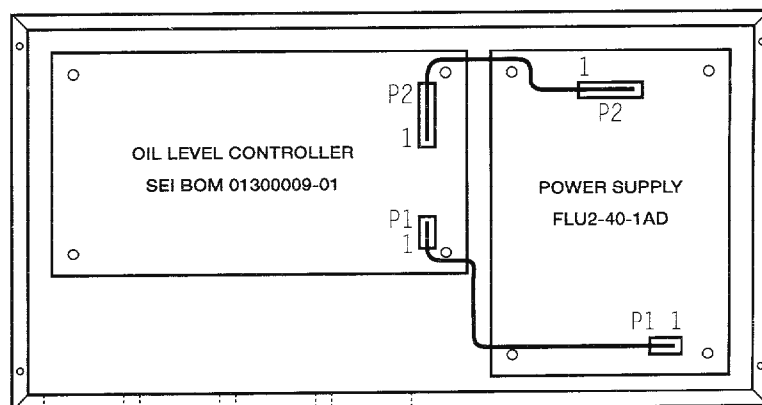 P2
1
OIL LEVEL CONTROLLER
SEI BOM 01300009-01
P1
1
1
P2
POWER SUPPLY
FLU2-40-1AD
P1 1